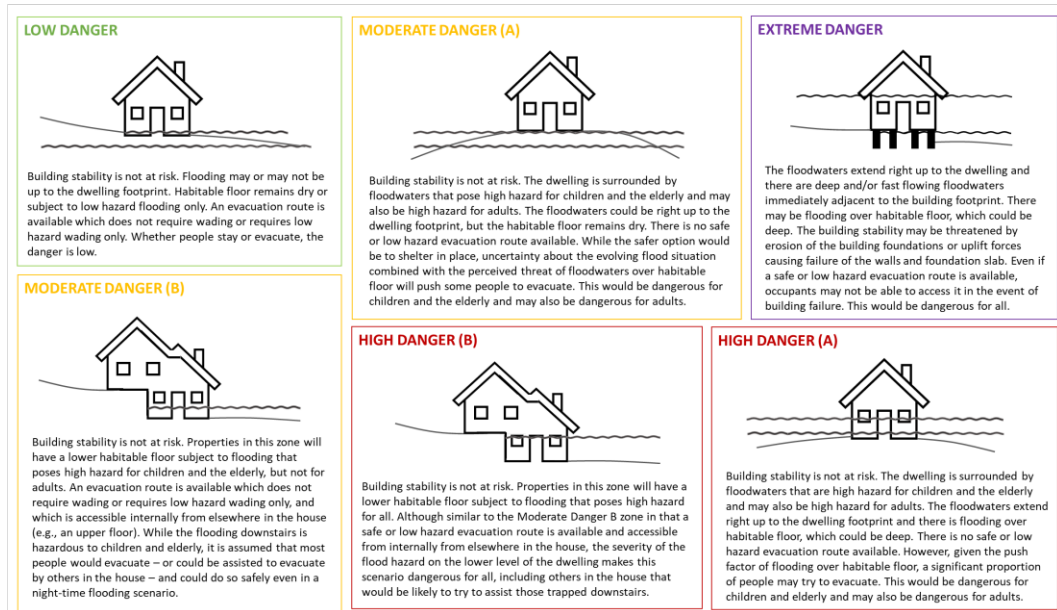 LOW DANGER
Building stability is not at risk. Flooding may or may not be
up to the dwelling footprint. Habitable floor remains dry or
subject to low hazard flooding only. An evacuation route is
available which does not require wading or requires low
hazard wading only. Whether people stay or evacuate, the
danger is low.
MODERATE DANGER (A)
Building stability is not at risk. The dwelling is surrounded by
floodwaters that pose high hazard for children and the elderly and may
also be high hazard for adults. The floodwaters could be right up to the
dwelling footprint, but the habitable floor remains dry. There is no safe
or low hazard evacuation route available. While the safer option would
be to shelter in place, uncertainty about the evolving flood situation
combined with the perceived threat of floodwaters over habitable
floor will push some people to evacuate. This would be dangerous for
children and the elderly and may also be dangerous for adults.
EXTREME DANGER
The floodwaters extend right up to the dwelling and
there are deep and/or fast flowing floodwaters
immediately adjacent to the building footprint. There
may be flooding over habitable floor, which could be
deep. The building stability may be threatened by
erosion of the building foundations or uplift forces
causing failure of the walls and foundation slab. Even if
a safe or low hazard evacuation route is available,
occupants may not be able to access it in the event of
building failure. This would be dangerous for all.
MODERATE DANGER (B)
Building stability is not at risk. Properties in this zone will
have a lower habitable floor subject to flooding that
poses high hazard for children and the elderly, but not for
adults. An evacuation route is available which does not
require wading or requires low hazard wading only, and
which is accessible internally from elsewhere in the house
(e.g., an upper floor). While the flooding downstairs is
hazardous to children and elderly, it is assumed that most
people would evacuate – or could be assisted to evacuate
by others in the house – and could do so safely even in a
night-time flooding scenario.
HIGH DANGER (B)
Building stability is not at risk. Properties in this zone will have a
lower habitable floor subject to flooding that poses high hazard
for all. Although similar to the Moderate Danger B zone in that a
safe or low hazard evacuation route is available and accessible
from internally from elsewhere in the house, the severity of the
flood hazard on the lower level of the dwelling makes this
scenario dangerous for all, including others in the house that
would be likely to try to assist those trapped downstairs.
HIGH DANGER (A)
Building stability is not at risk. The dwelling is surrounded by
floodwaters that are high hazard for children and the elderly
and may also be high hazard for adults. The floodwaters extend
right up to the dwelling footprint and there is flooding over
habitable floor, which could be deep. There is no safe or low
hazard evacuation route available. However, given the push
factor of flooding over habitable floor, a significant proportion
of people may try to evacuate. This would be dangerous for
children and elderly and may also be dangerous for adults.